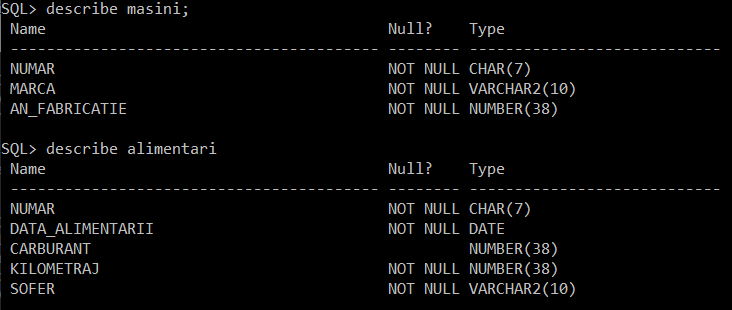 SQL> describe masini;
 Name                                      Null?    Type
 ----------------------------------------- -------- ----------------------------
 NUMAR                                     NOT NULL CHAR(7)
 MARCA                                     NOT NULL VARCHAR2(10)
 AN_FABRICATIE                             NOT NULL NUMBER(38)

SQL> describe alimentari
 Name                                      Null?    Type
 ----------------------------------------- -------- ----------------------------
 NUMAR                                     NOT NULL CHAR(7)
 DATA_ALIMENTARII                          NOT NULL DATE
 CARBURANT                                          NUMBER(38)
 KILOMETRAJ                                NOT NULL NUMBER(38)
 SOFER                                     NOT NULL VARCHAR2(10)